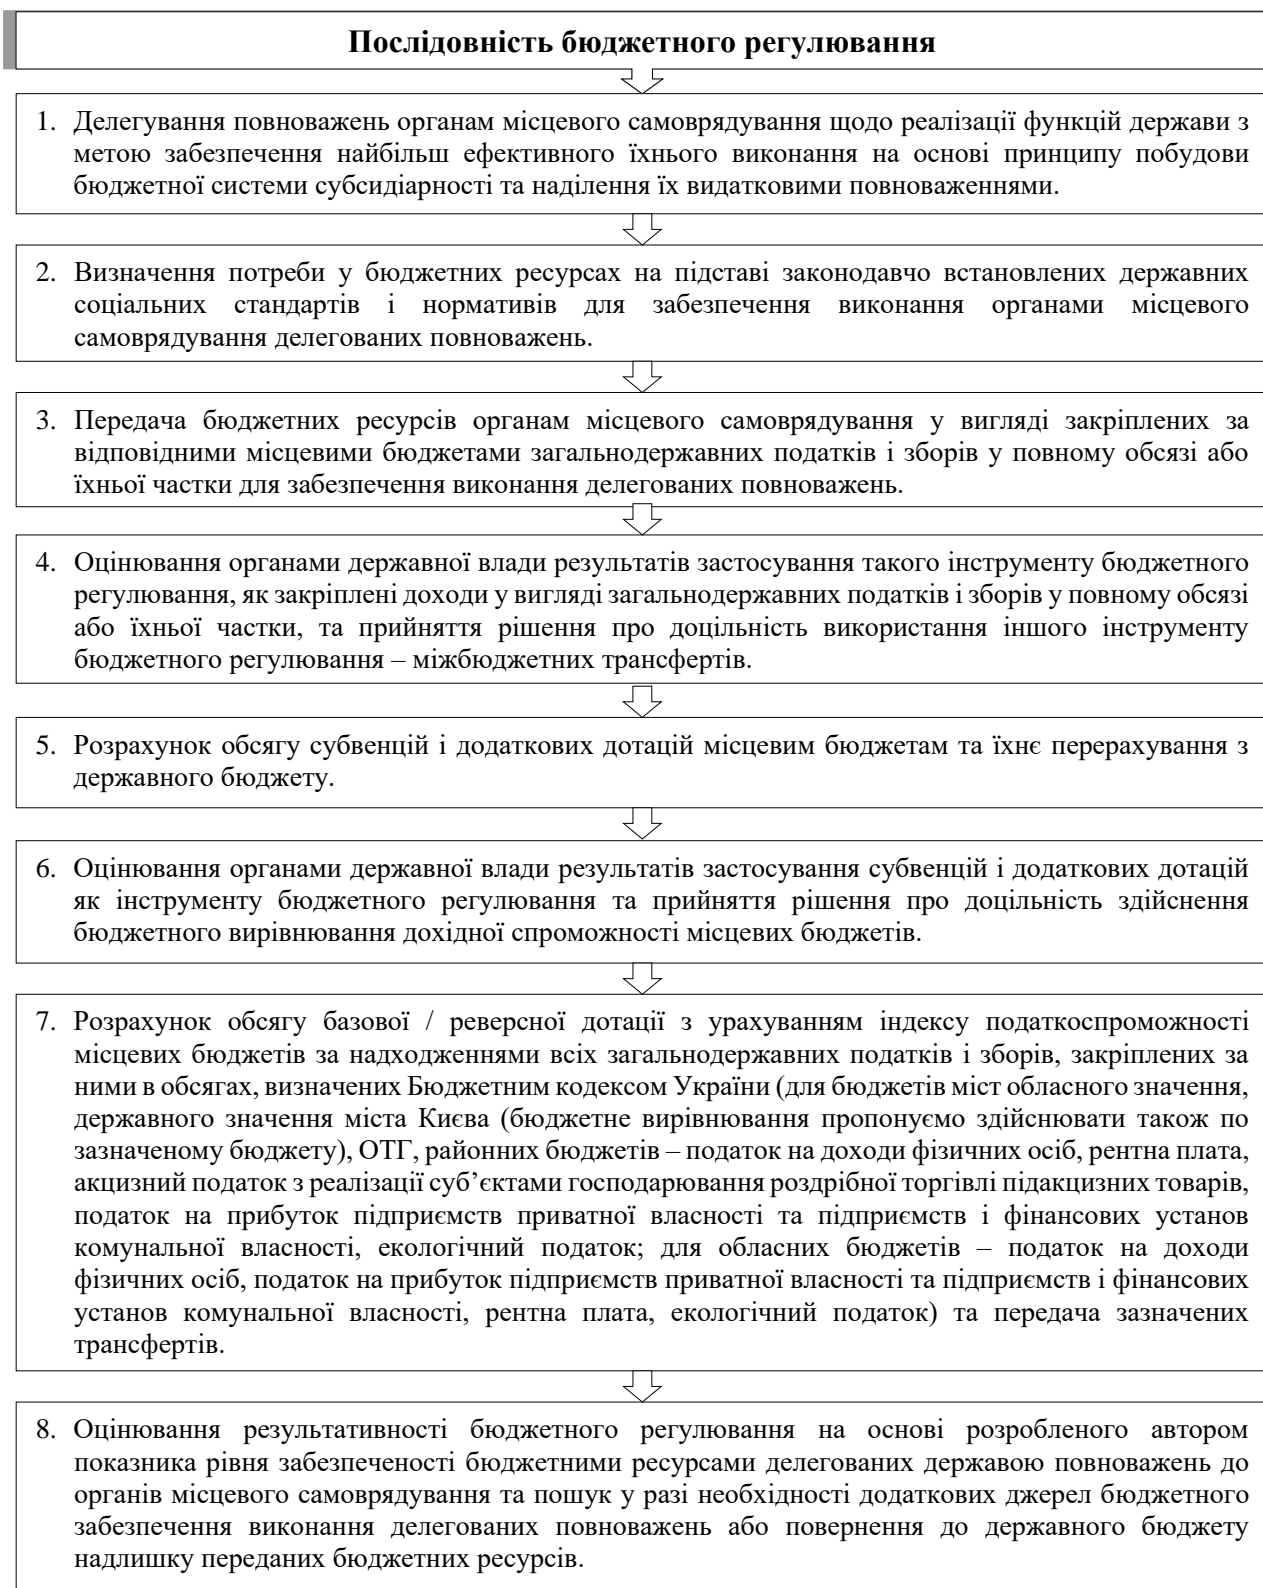 Послідовність бюджетного регулювання
1. Делегування повноважень органам місцевого самоврядування щодо реалізації функцій держави з
метою забезпечення найбільш ефективного їхнього виконання на основі принципу побудови
бюджетної системи субсидіарності та наділення їх видатковими повноваженнями.
2. Визначення потреби у бюджетних ресурсах на підставі законодавчо встановлених державних
соціальних стандартів і нормативів для забезпечення виконання органами місцевого
самоврядування делегованих повноважень.
3. Передача бюджетних ресурсів органам місцевого самоврядування у вигляді закріплених за
відповідними місцевими бюджетами загальнодержавних податків і зборів у повному обсязі або
їхньої частки для забезпечення виконання делегованих повноважень.
4. Оцінювання органами державної влади результатів застосування такого інструменту бюджетного
регулювання, як закріплені доходи у вигляді загальнодержавних податків і зборів у повному обсязі
або їхньої частки, та прийняття рішення про доцільність використання іншого інструменту
бюджетного регулювання – міжбюджетних трансфертів.
5. Розрахунок обсягу субвенцій і додаткових дотацій місцевим бюджетам та їхнє перерахування з
державного бюджету.
6. Оцінювання органами державної влади результатів застосування субвенцій і додаткових дотацій
як інструменту бюджетного регулювання та прийняття рішення про доцільність здійснення
бюджетного вирівнювання дохідної спроможності місцевих бюджетів.
7. Розрахунок обсягу базової / реверсної дотації з урахуванням індексу податкоспроможності
місцевих бюджетів за надходженнями всіх загальнодержавних податків і зборів, закріплених за
ними в обсягах, визначених Бюджетним кодексом України (для бюджетів міст обласного значення,
державного значення міста Києва (бюджетне вирівнювання пропонуємо здійснювати також по
зазначеному бюджету), ОТГ, районних бюджетів – податок на доходи фізичних осіб, рентна плата,
акцизний податок з реалізації суб’єктами господарювання роздрібної торгівлі підакцизних товарів,
податок на прибуток підприємств приватної власності та підприємств і фінансових установ
комунальної власності, екологічний податок; для обласних бюджетів – податок на доходи
фізичних осіб, податок на прибуток підприємств приватної власності та підприємств і фінансових
установ комунальної власності, рентна плата, екологічний податок) та передача зазначених
трансфертів.
8. Оцінювання результативності бюджетного регулювання на основі розробленого автором
показника рівня забезпеченості бюджетними ресурсами делегованих державою повноважень до
органів місцевого самоврядування та пошук у разі необхідності додаткових джерел бюджетного
забезпечення виконання делегованих повноважень або повернення до державного бюджету
надлишку переданих бюджетних ресурсів.